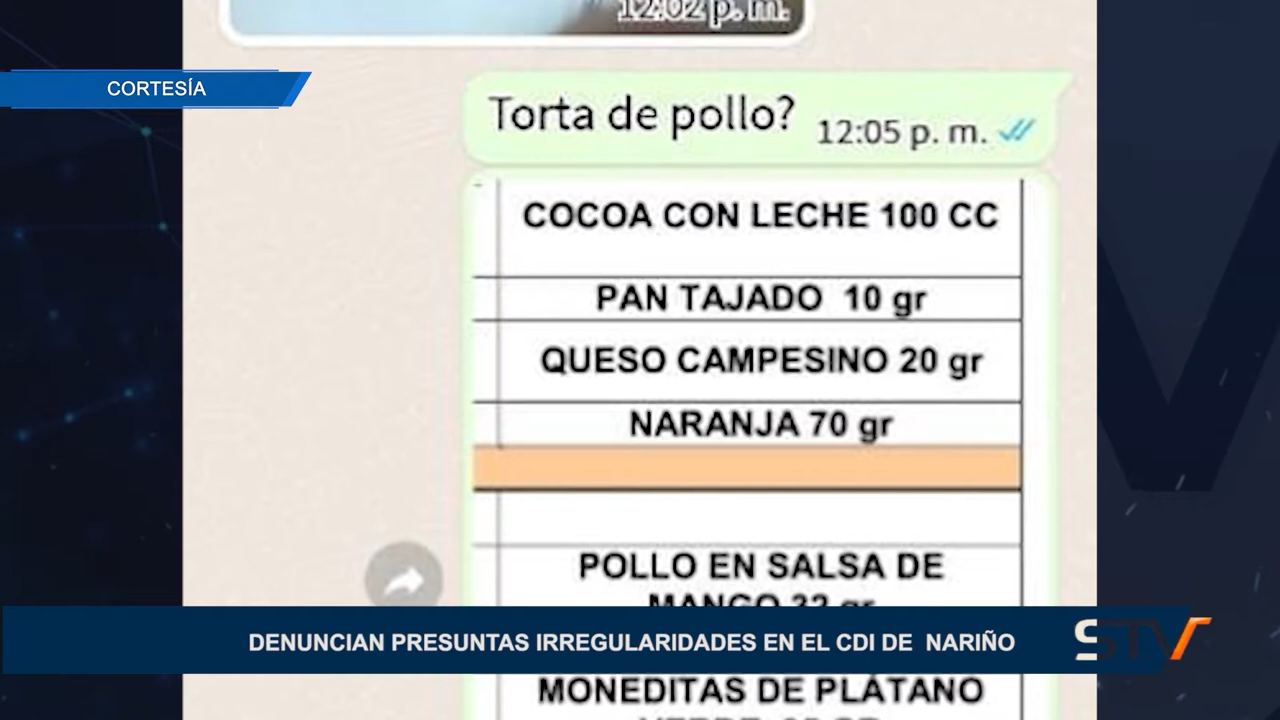 12:02 p. m.
CORTESÍA
Torta de pollo?
12:05 p. m.
COCOA CON LECHE 100 CC
PAN TAJADO 10 gr
QUESO CAMPESINO 20 gr
NARANJA 70 gr
POLLO EN SALSA DE
MANGO
DENUNCIAN PRESUNTAS IRREGULARIDADES EN EL CDI DE NARIÑO
STV
MONEDITAS DE PLÁTANO